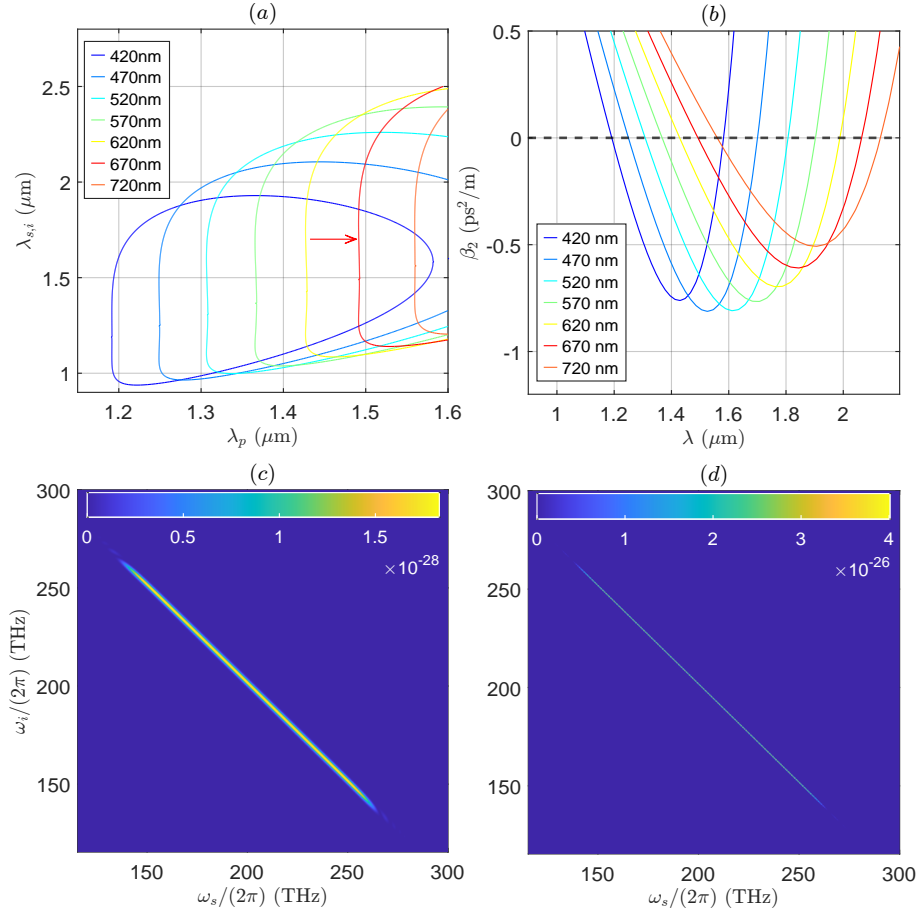 (a)
2.5
2
1.5
1
λs,i (μm)
420nm
470nm
520nm
570nm
620nm
670nm
720nm
1.2 1.3 1.4 1.5 1.6
λp (μm)
(b)
0.5
0
-0.5
-1
β2 (ps²/m)
420 nm
470 nm
520 nm
570 nm
620 nm
670 nm
720 nm
1 1.2 1.4 1.6 1.8 2
λ (μm)
(c)
300
250
200
150
ωi/(2π) (THz)
0 0.5 1 1.5
×10-28
150 200 250 300
ωs/(2π) (THz)
(d)
300
250
200
150
0 1 2 3 4
×10-26
150 200 250 300
ωs/(2π) (THz)